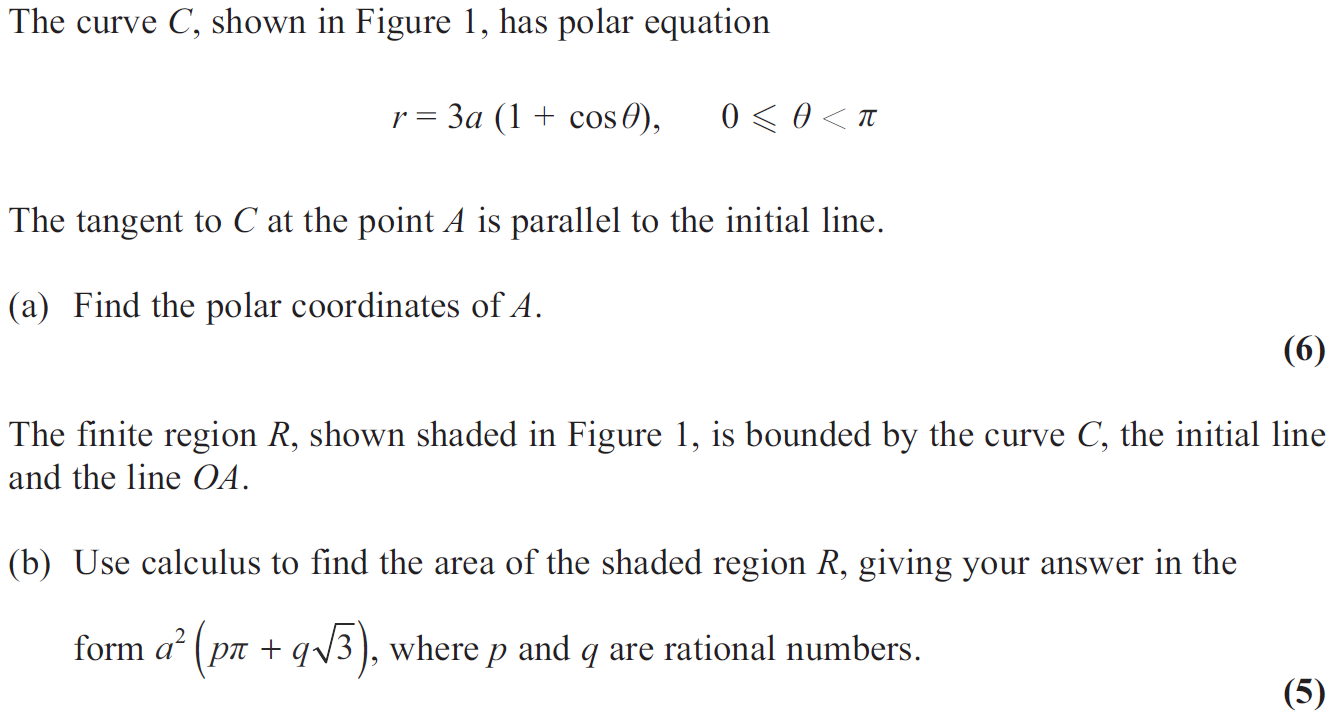 The curve C, shown in Figure 1, has polar equation
r = 3a (1 + cosθ), 0 ⩽ θ < π
The tangent to C at the point A is parallel to the initial line.
(a) Find the polar coordinates of A.
(6)
The finite region R, shown shaded in Figure 1, is bounded by the curve C, the initial line
and the line OA.
(b) Use calculus to find the area of the shaded region R, giving your answer in the
form a² (pπ + q√3), where p and q are rational numbers.
(5)